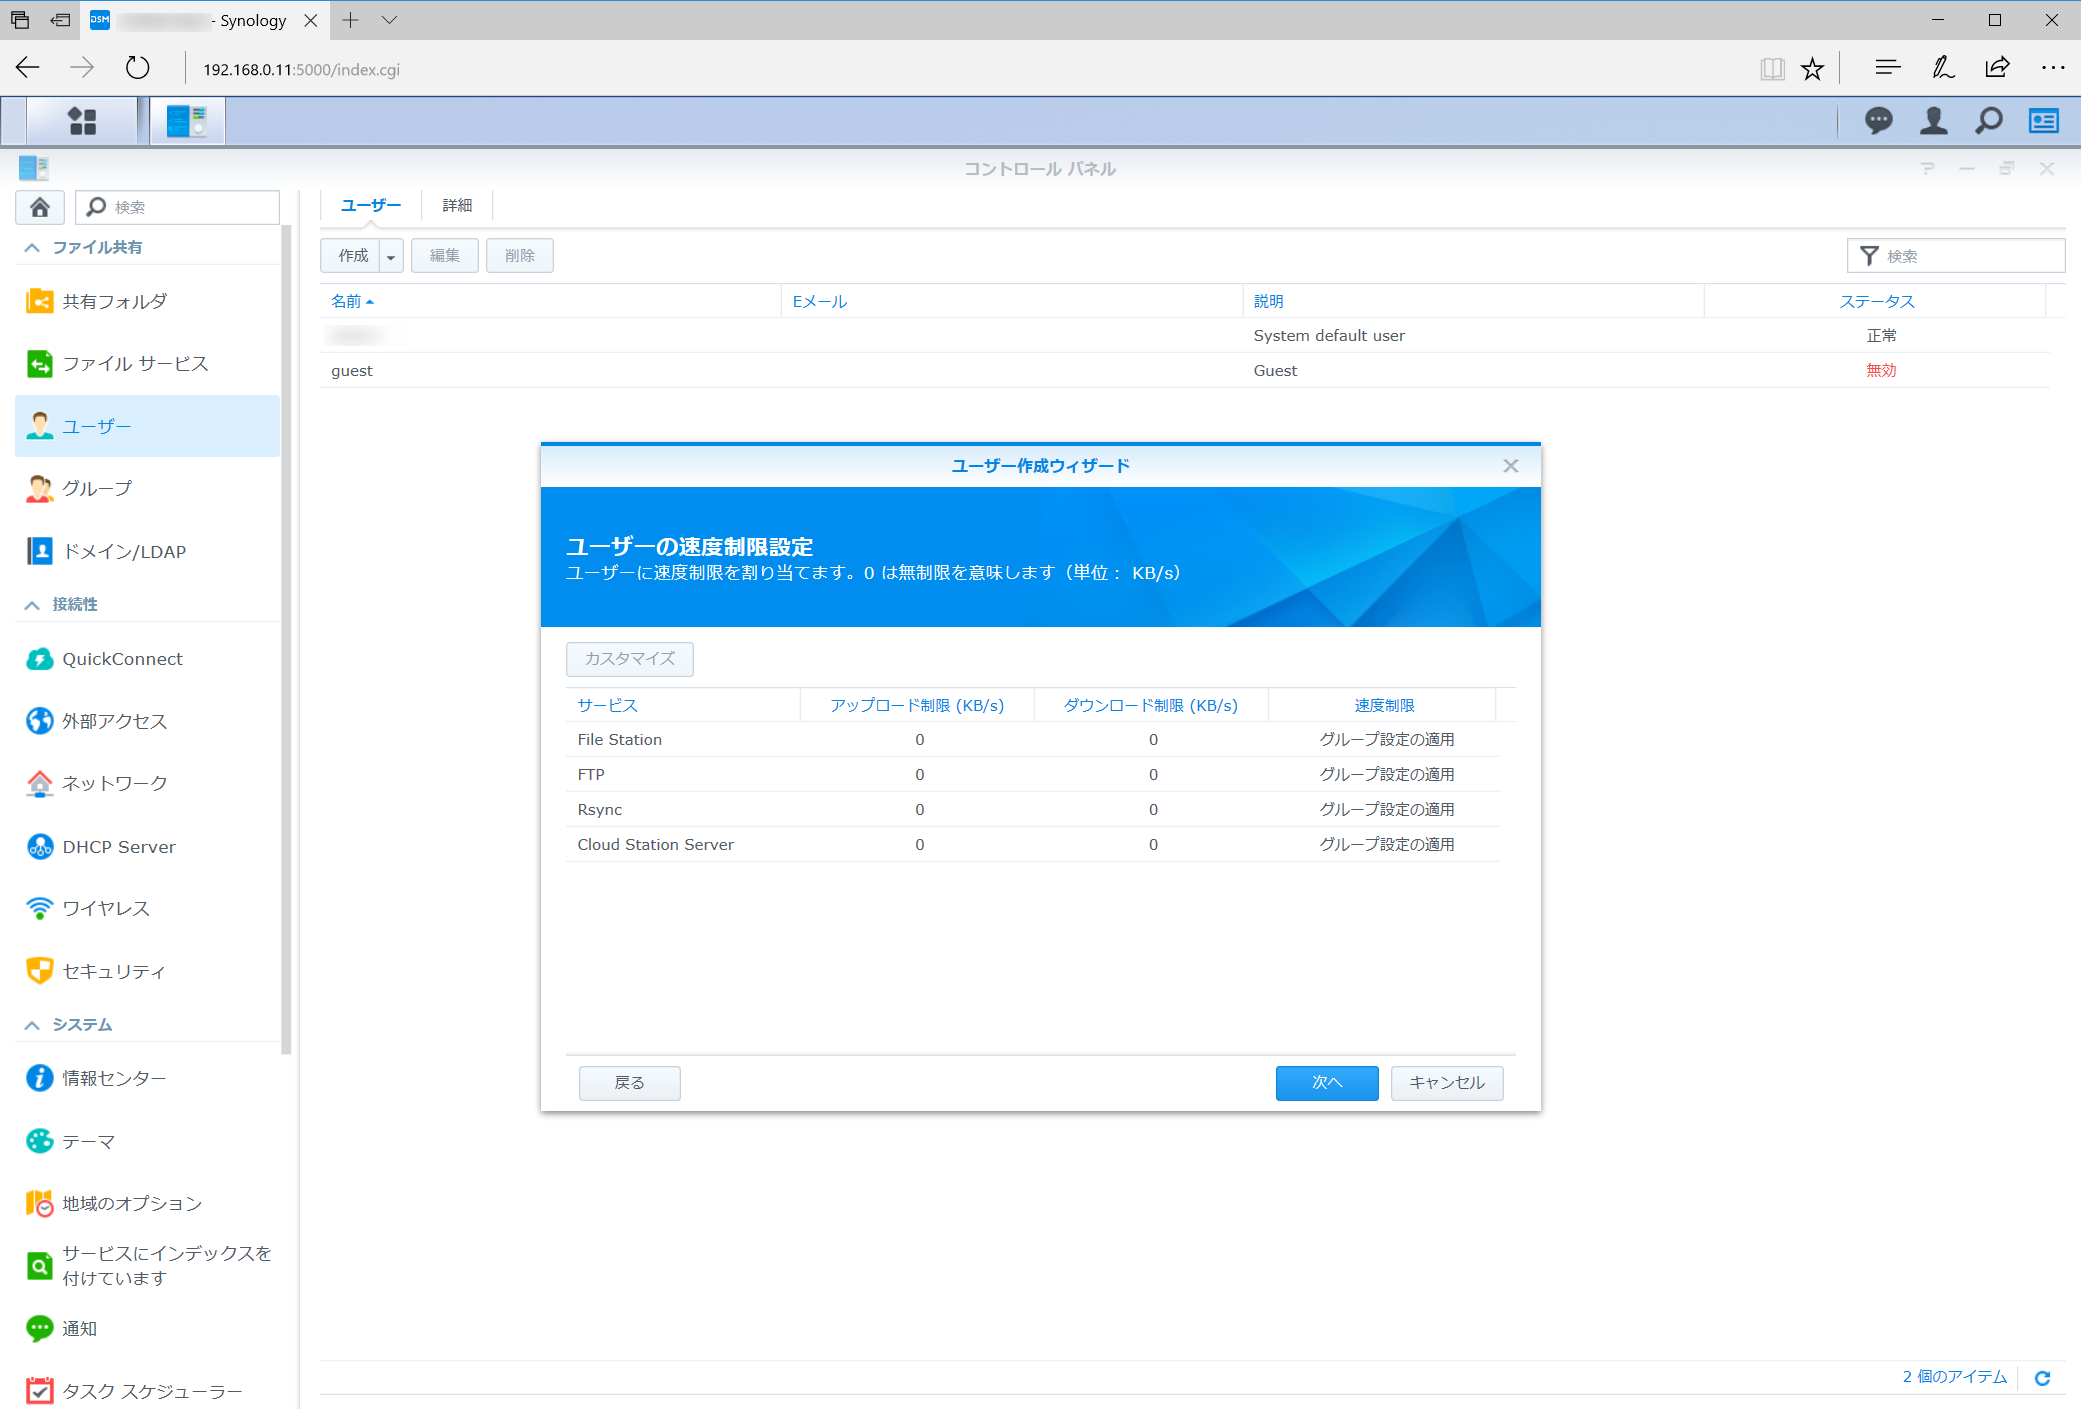 DSM
- Synology
192.168.0.11:5000/index.cgi
コントロール パネル
検索
ファイル共有
共有フォルダ
ファイル サービス
ユーザー
グループ
ドメイン/LDAP
接続性
QuickConnect
外部アクセス
ネットワーク
DHCP Server
ワイヤレス
セキュリティ
システム
情報センター
テーマ
地域のオプション
サービスにインデックスを
付けています
通知
タスク スケジューラー
ユーザー 詳細
作成 編集 削除 検索
名前 Eメール 説明 ステータス
System default user 正常
guest Guest 無効
ユーザー作成ウィザード
ユーザーの速度制限設定
ユーザーに速度制限を割り当てます。0 は無制限を意味します（単位： KB/s）
カスタマイズ
サービス アップロード制限 (KB/s) ダウンロード制限 (KB/s) 速度制限
File Station 0 0 グループ設定の適用
FTP 0 0 グループ設定の適用
Rsync 0 0 グループ設定の適用
Cloud Station Server 0 0 グループ設定の適用
戻る 次へ キャンセル
2 個のアイテム